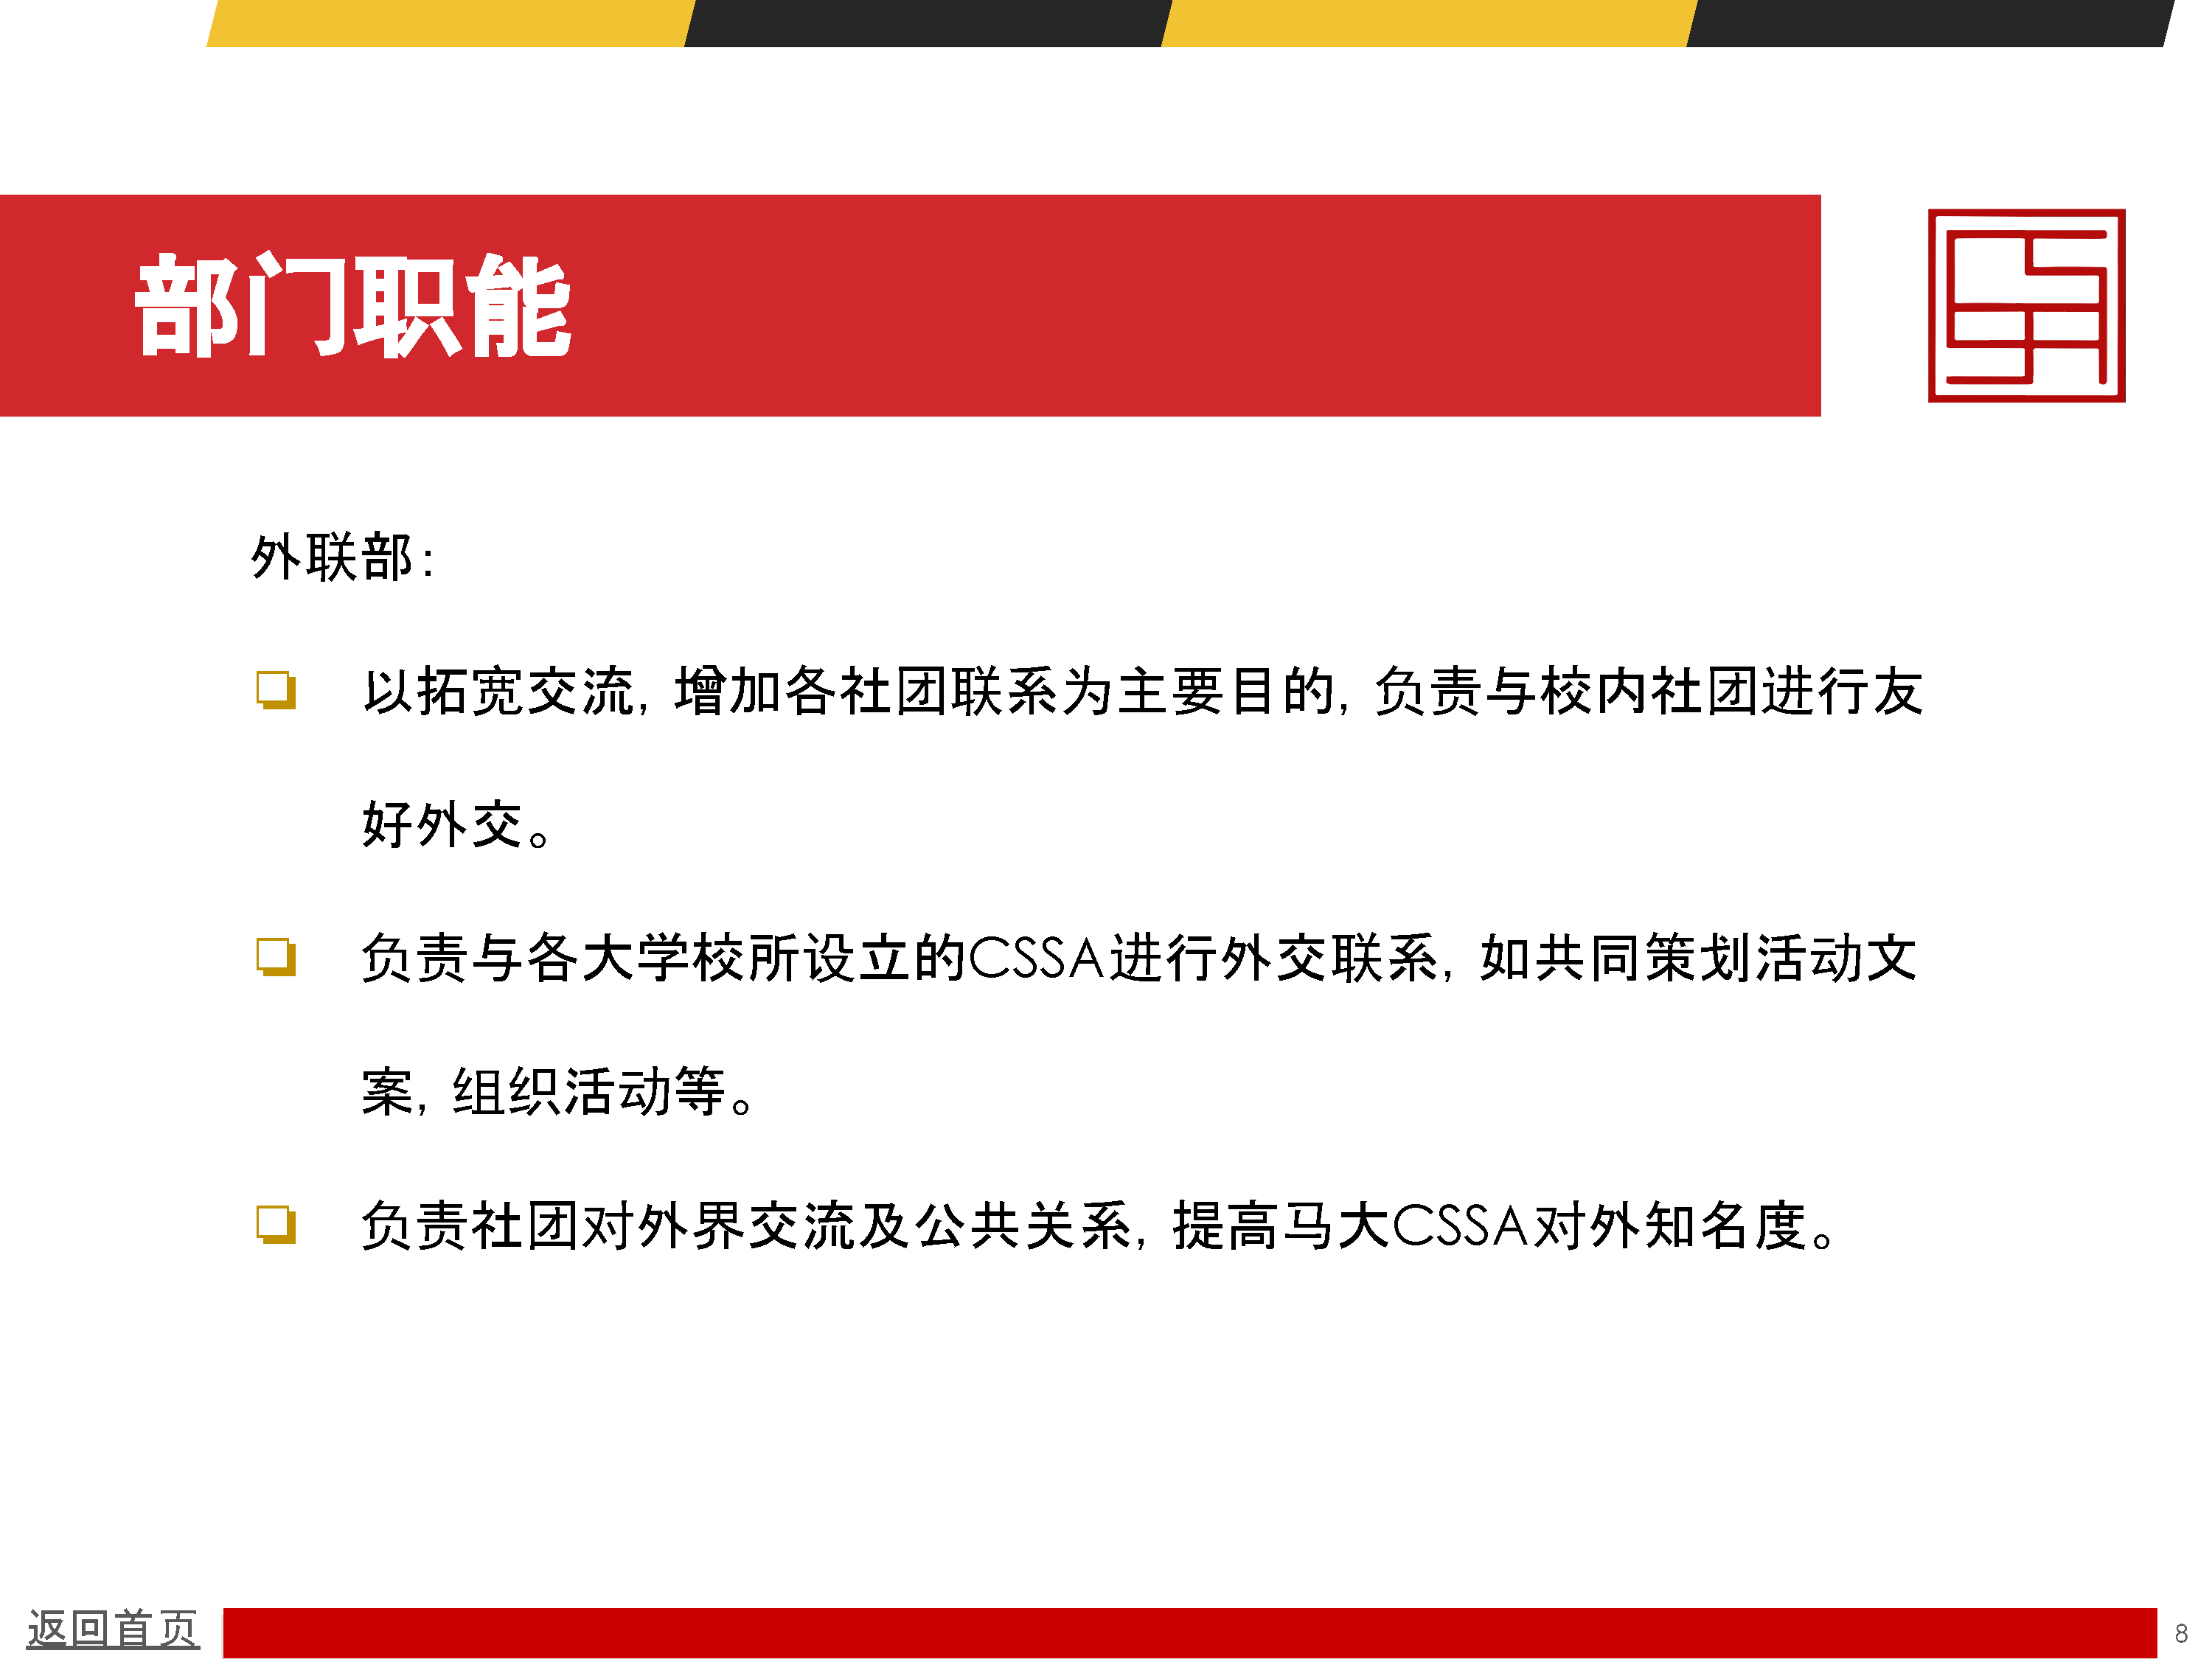 部门职能
外联部：
以拓宽交流，增加各社团联系为主要目的，负责与校内社团进行友
好外交。
负责与各大学校所设立的CSSA进行外交联系，如共同策划活动文
案，组织活动等。
负责社团对外界交流及公共关系，提高马大CSSA对外知名度。
返回首页
8